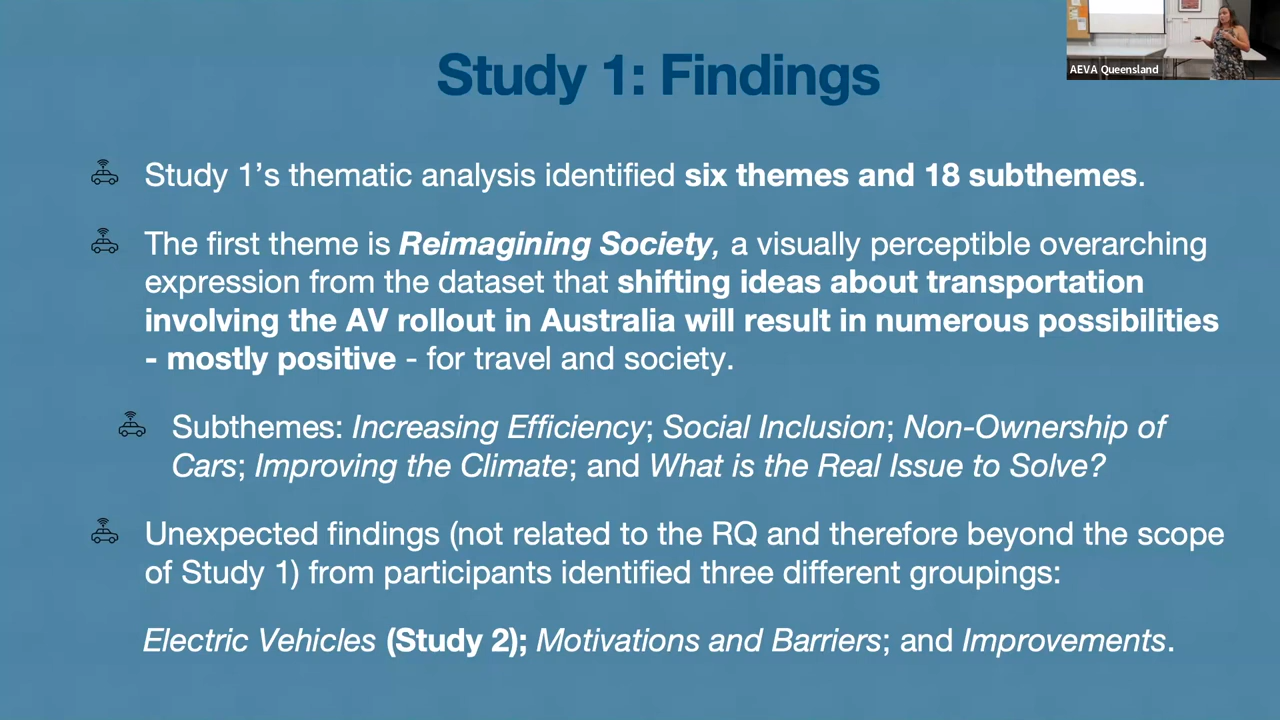 AEVA Queensland
Study 1: Findings
Study 1’s thematic analysis identified six themes and 18 subthemes.
The first theme is Reimagining Society, a visually perceptible overarching
expression from the dataset that shifting ideas about transportation
involving the AV rollout in Australia will result in numerous possibilities
- mostly positive - for travel and society.
Subthemes: Increasing Efficiency; Social Inclusion; Non-Ownership of
Cars; Improving the Climate; and What is the Real Issue to Solve?
Unexpected findings (not related to the RQ and therefore beyond the scope
of Study 1) from participants identified three different groupings:
Electric Vehicles (Study 2); Motivations and Barriers; and Improvements.